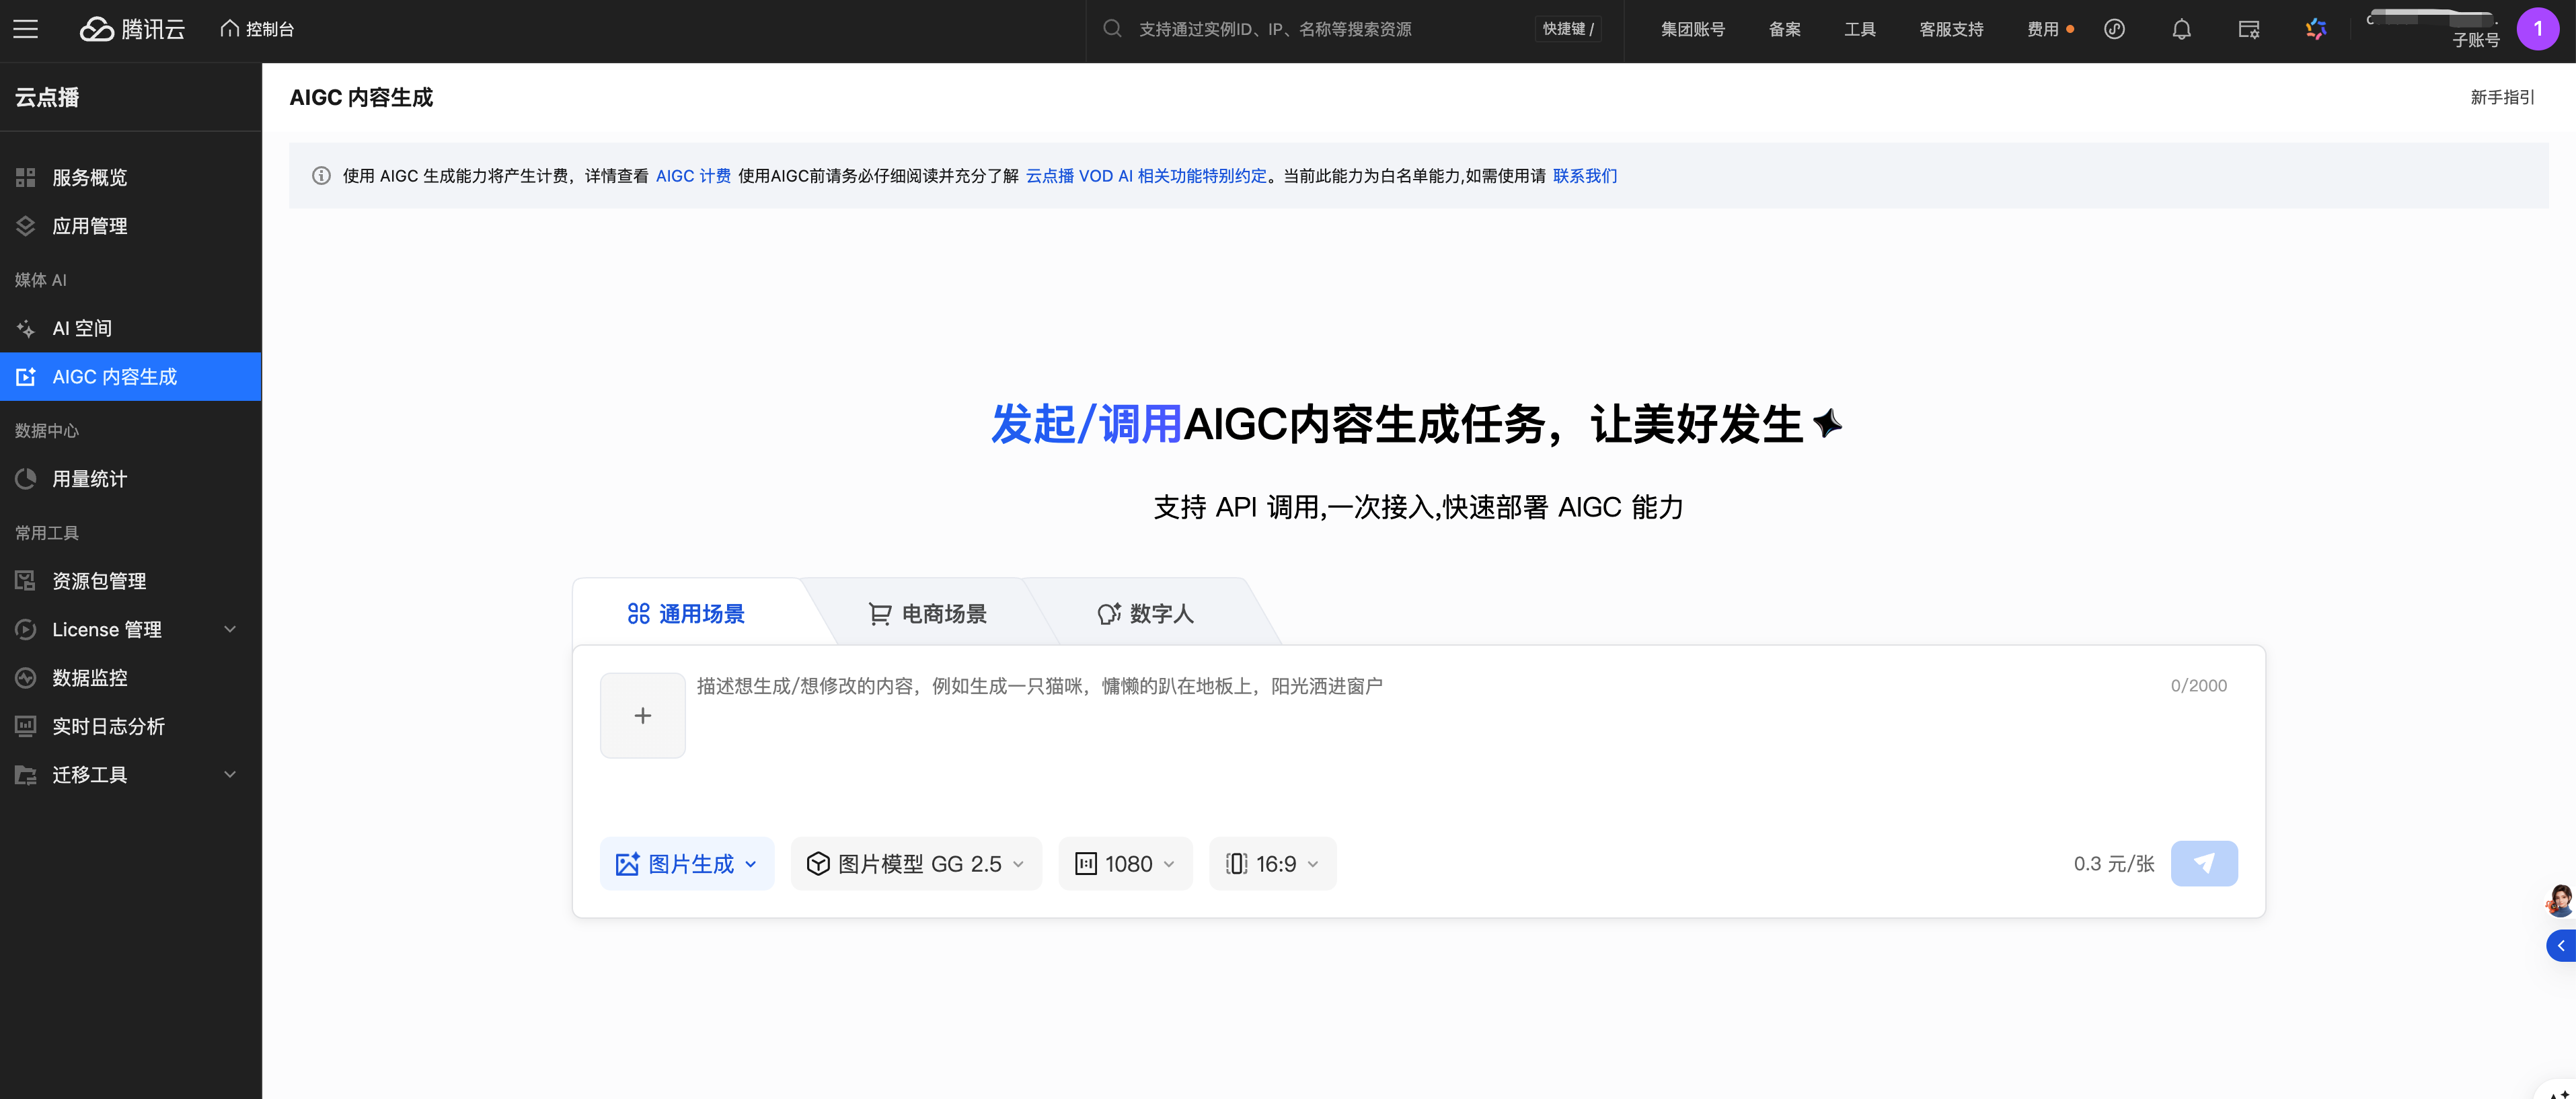 腾讯云
控制台
支持通过实例ID、IP、名称等搜索资源
快捷键 /
集团账号
备案
工具
客服支持
费用
子账号
1
云点播
服务概览
应用管理
媒体 AI
AI 空间
AIGC 内容生成
数据中心
用量统计
常用工具
资源包管理
License 管理
数据监控
实时日志分析
迁移工具
AIGC 内容生成
新手指引
使用 AIGC 生成能力将产生计费，详情查看 AIGC 计费 使用AIGC前请务必仔细阅读并充分了解 云点播 VOD AI 相关功能特别约定。当前此能力为白名单能力,如需使用请 联系我们
发起/调用AIGC内容生成任务，让美好发生
支持 API 调用,一次接入,快速部署 AIGC 能力
通用场景
电商场景
数字人
描述想生成/想修改的内容，例如生成一只猫咪，慵懒的趴在地板上，阳光洒进窗户
0/2000
图片生成
图片模型 GG 2.5
1080
16:9
0.3 元/张